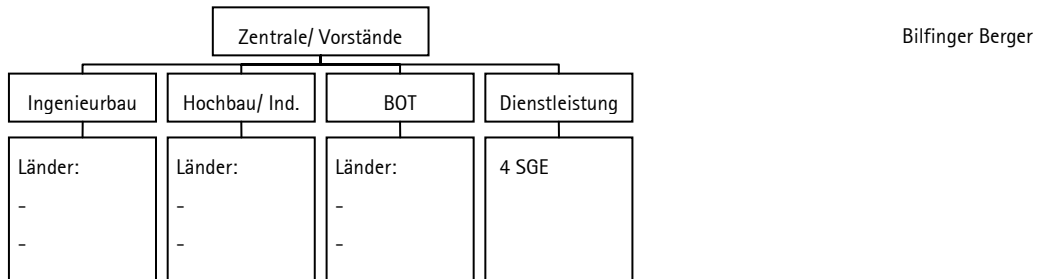 Zentrale/ Vorstände
Bilfinger Berger
Ingenieurbau
Hochbau/ Ind.
BOT
Dienstleistung
Länder:
-
-
Länder:
-
-
Länder:
-
-
4 SGE